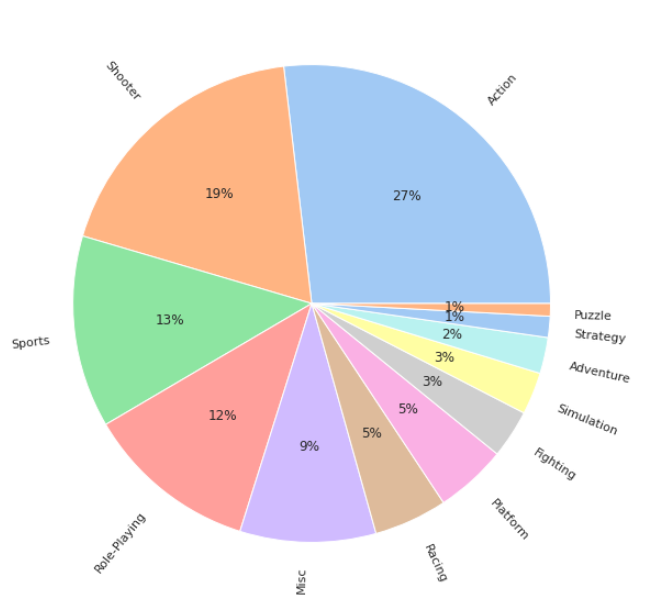 Action
27%
Shooter
19%
Sports
13%
Role-Playing
12%
Misc
9%
Racing
5%
Platform
5%
Fighting
3%
Simulation
3%
Adventure
2%
Strategy
1%
Puzzle
1%